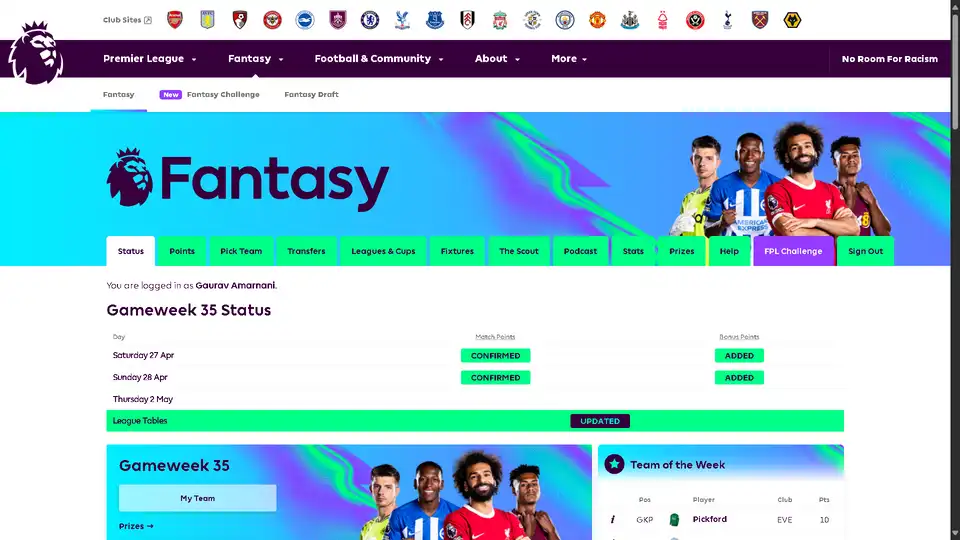 Club Sites
Premier League Fantasy Football & Community About More No Room For Racism
Fantasy New Fantasy Challenge Fantasy Draft
Fantasy
AMERICAN EXPRESS
Status Points Pick Team Transfers Leagues & Cups Fixtures The Scout Podcast Stats Prizes Help FPL Challenge Sign Out
You are logged in as Gaurav Amarnani.
Gameweek 35 Status
Day Match Points Bonus Points
Saturday 27 Apr CONFIRMED ADDED
Sunday 28 Apr CONFIRMED ADDED
Thursday 2 May
League Tables UPDATED
Gameweek 35
My Team
Prizes →
Team of the Week
Pos Player Club Pts
i GKP Pickford EVE 10